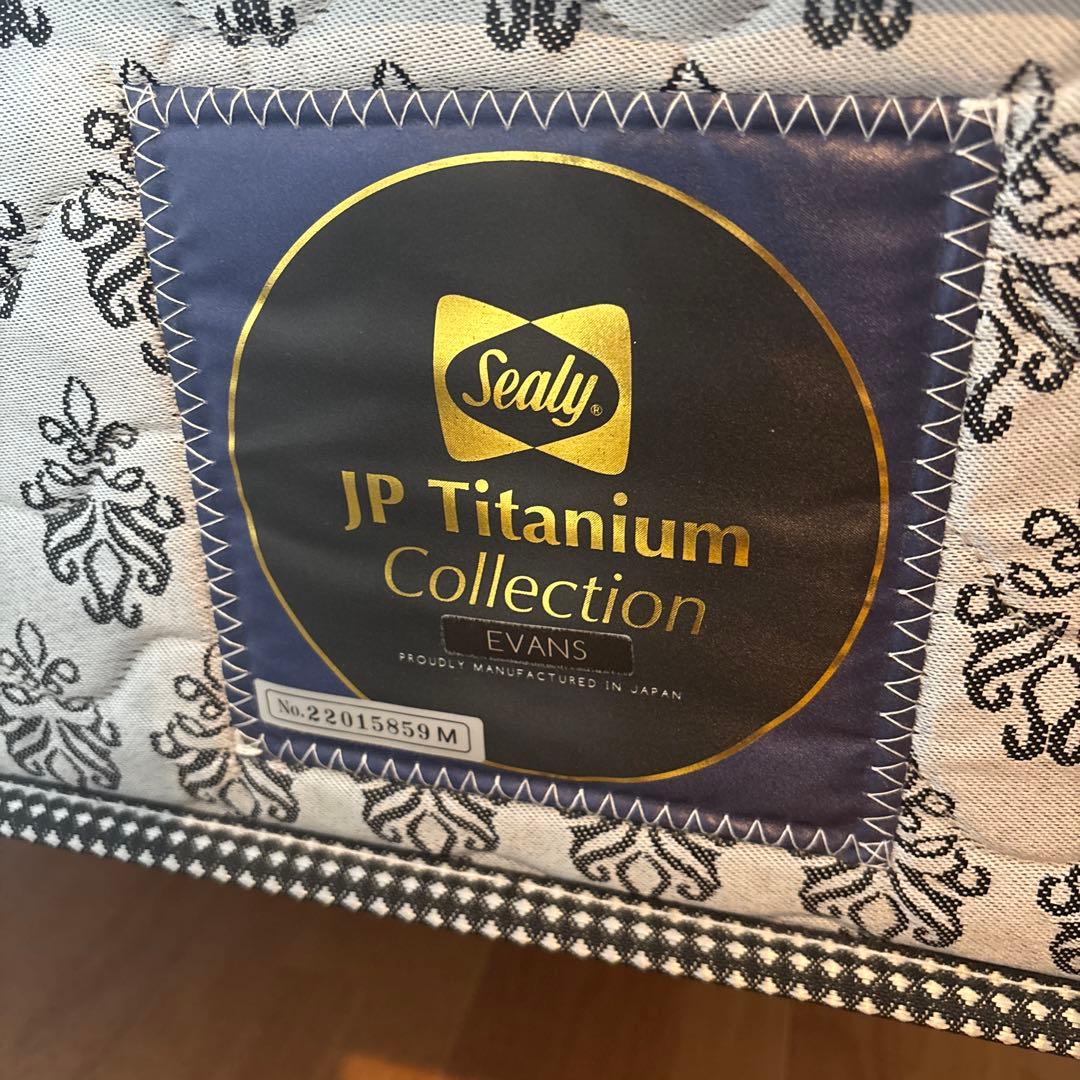 Sealy®
JP Titanium
Collection
EVANS
PROUDLY MANUFACTURED IN JAPAN
No.22015859M